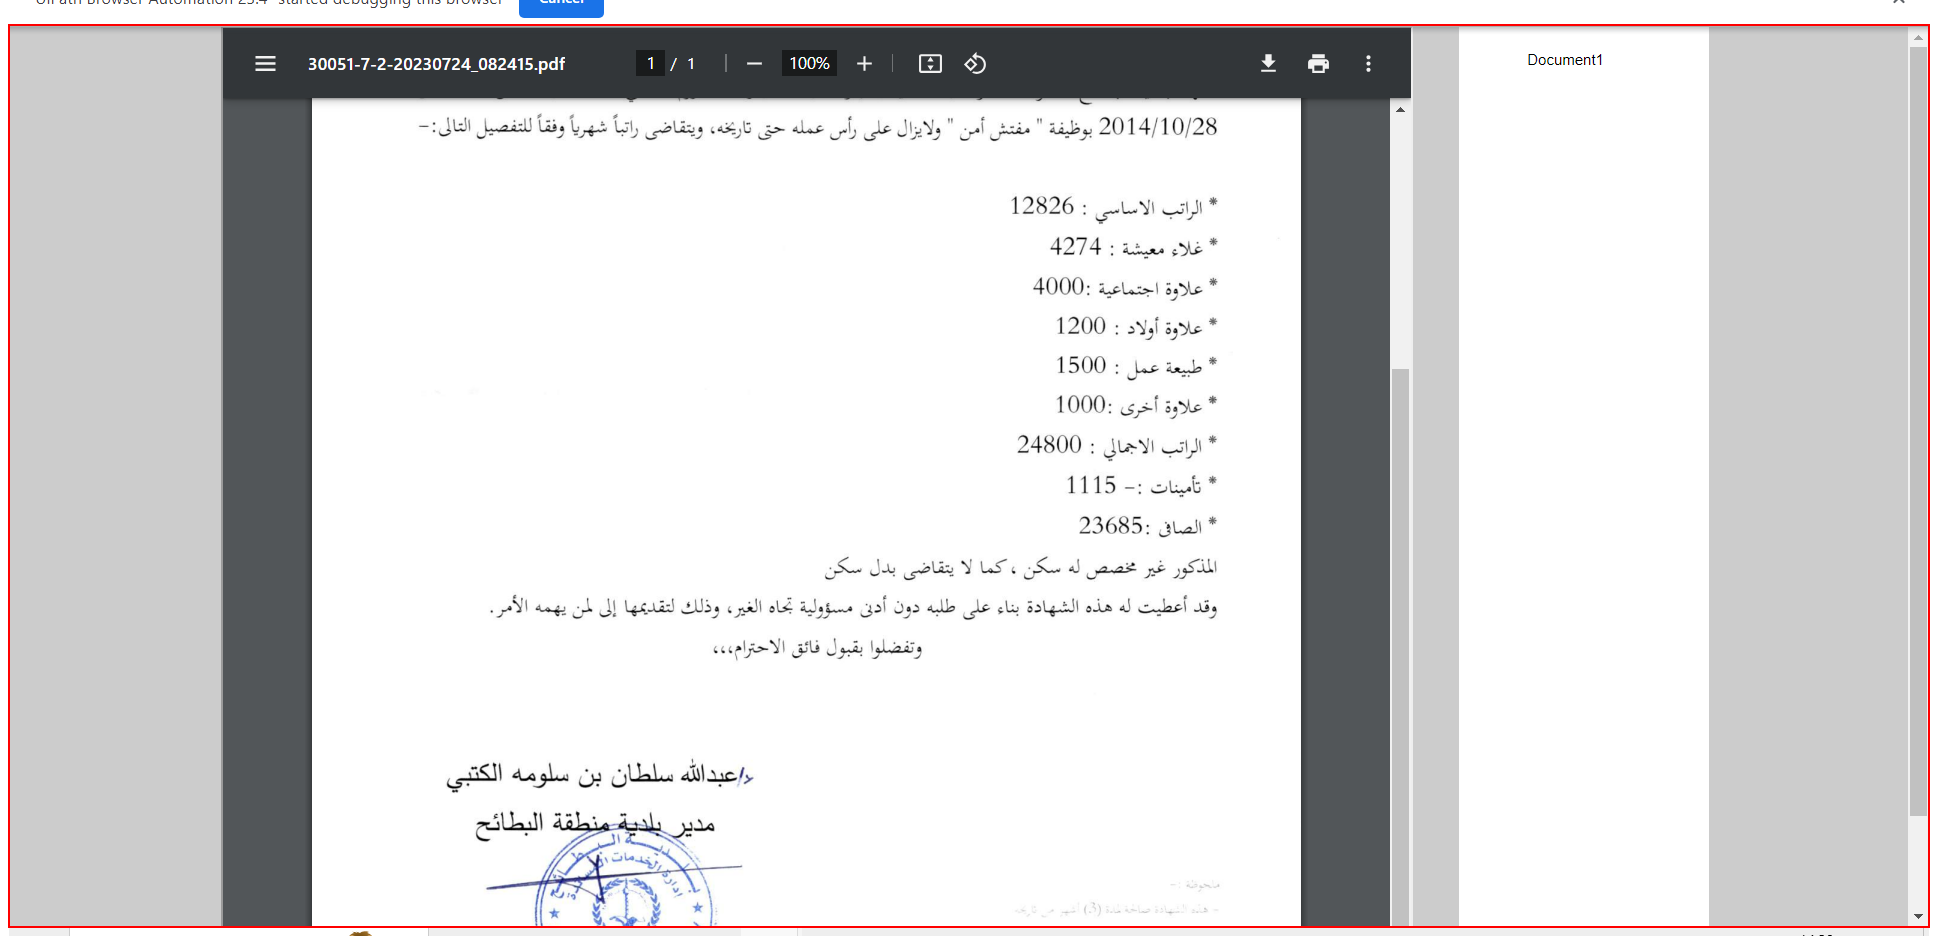 started debugging this browser
Cancel
30051-7-2-20230724_082415.pdf
1 / 1
100%
Document1
2014/10/28 بوظيفة " مفتش أمن " ولايزال على رأس عمله حتى تاريخه، ويتقاضى راتباً شهرياً وفقاً للتفصيل التالى:-
* الراتب الاساسي : 12826
* غلاء معيشة : 4274
* علاوة اجتماعية :4000
* علاوة أولاد : 1200
* طبيعة عمل : 1500
* علاوة أخرى :1000
* الراتب الاجمالي : 24800
* تأمينات :- 1115
* الصافى :23685
المذكور غير مخصص له سكن ، كما لا يتقاضى بدل سكن
وقد أعطيت له هذه الشهادة بناء على طلبه دون أدنى مسؤولية تجاه الغير، وذلك لتقديمها إلى لمن يهمه الأمر.
وتفضلوا بقبول فائق الاحترام،،،
د/عبدالله سلطان بن سلومه الكتبي
مدير بلدية منطقة البطائح
ملحوظة :-
- هذه الشهادة صالحة لمدة (3) أشهر من تاريخه